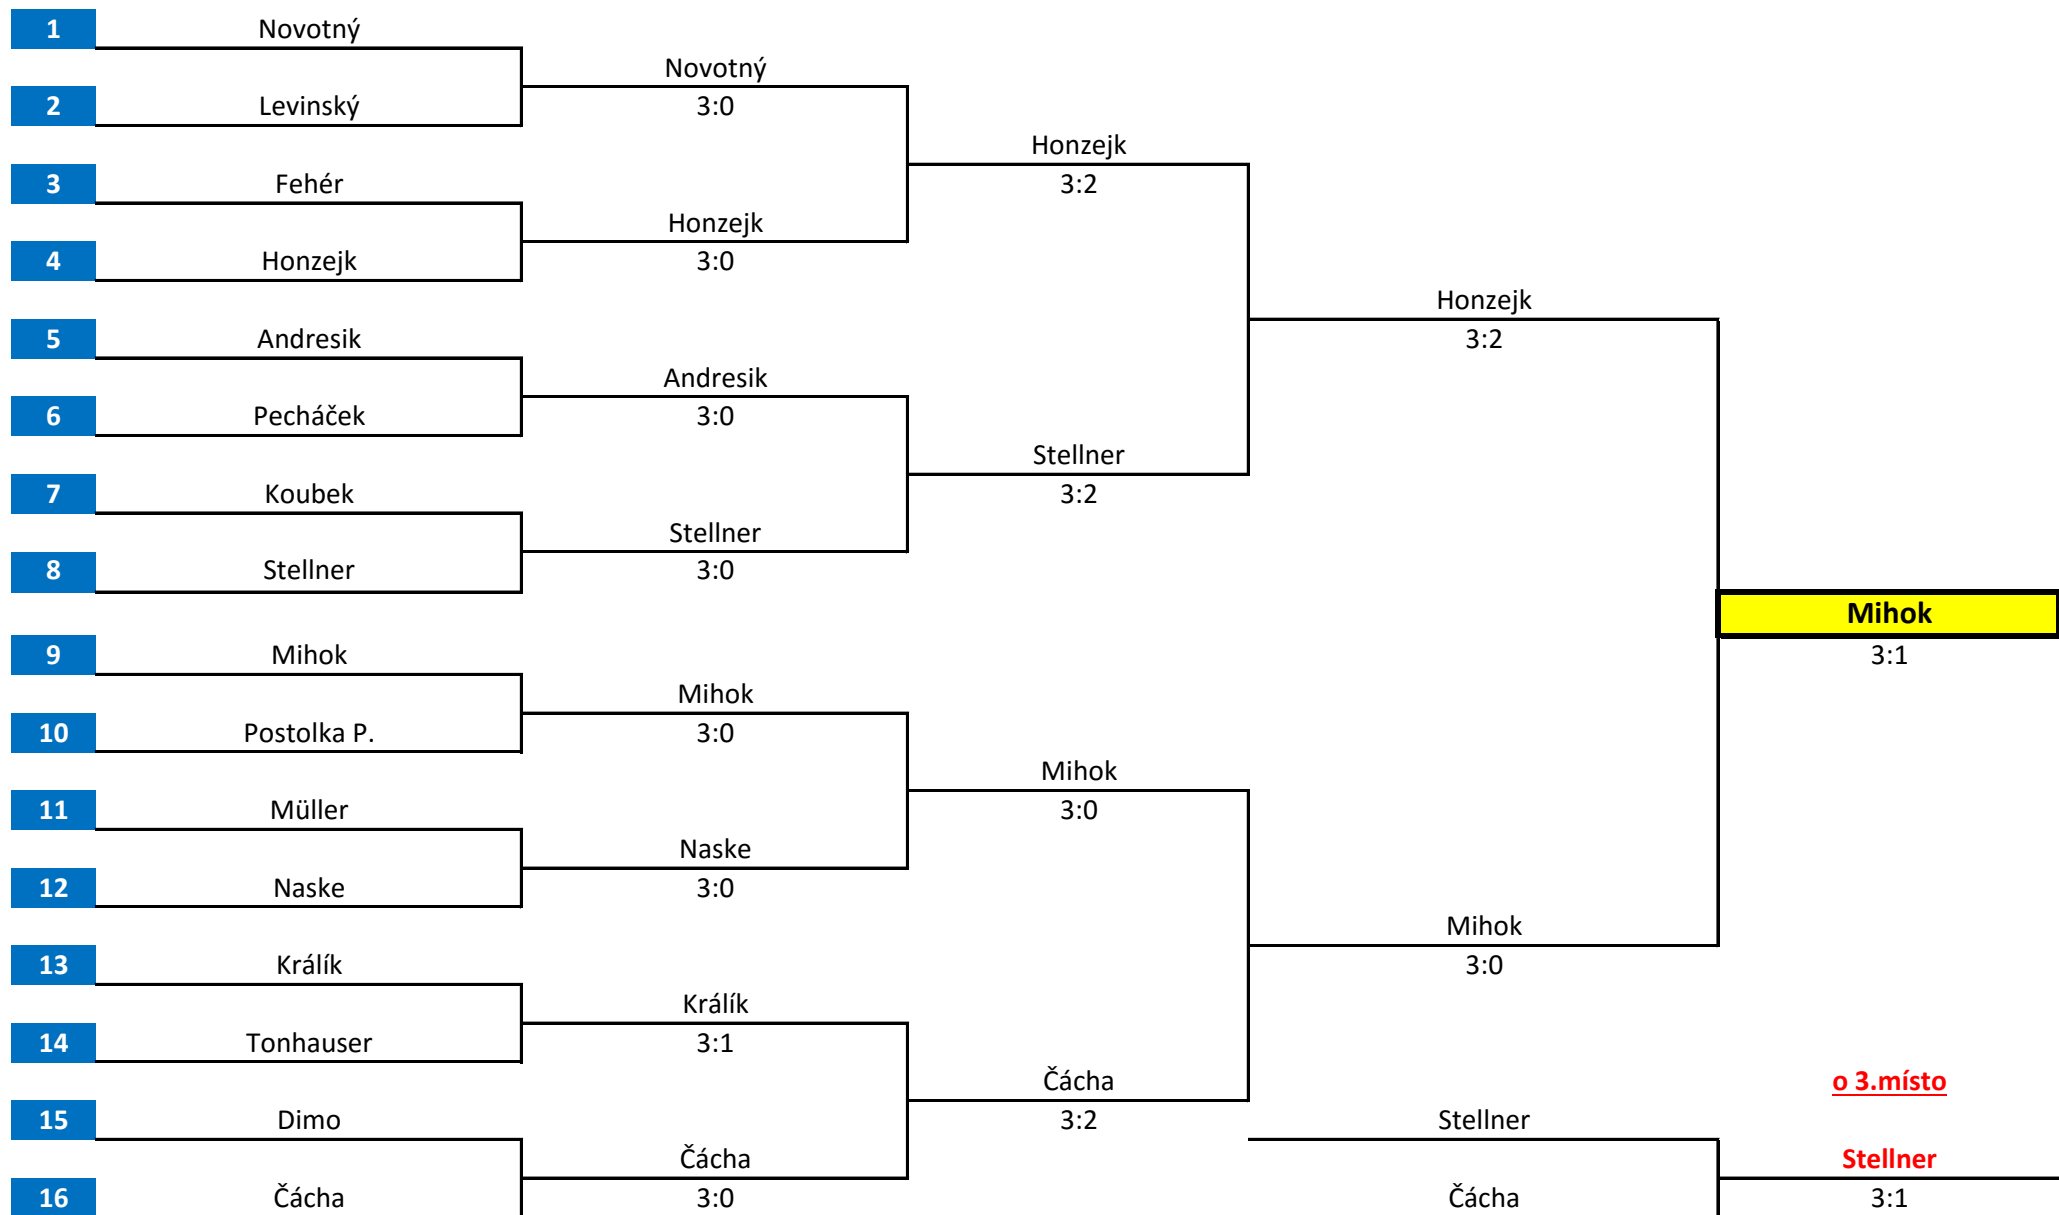 1 Novotný
Novotný
2 Levinský 3:0
Honzejk
3 Fehér 3:2
Honzejk
4 Honzejk 3:0
Honzejk
5 Andresik 3:2
Andresik
6 Pecháček 3:0
Stellner
7 Koubek 3:2
Stellner
8 Stellner 3:0
Mihok
9 Mihok 3:1
Mihok
10 Postolka P. 3:0
Mihok
11 Müller 3:0
Naske
12 Naske 3:0
Mihok
13 Králík 3:0
Králík
14 Tonhauser 3:1
Čácha o 3.místo
15 Dimo 3:2 Stellner
Čácha Stellner
16 Čácha 3:0 Čácha 3:1